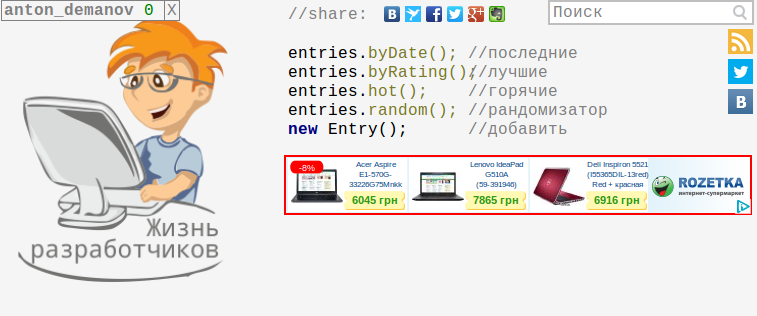 anton_demanov 0 X
//share:
Поиск
entries.byDate(); //последние
entries.byRating(); //лучшие
entries.hot(); //горячие
entries.random(); //рандомизатор
new Entry(); //добавить
-8%
Acer Aspire
E1-570G-
33226G75Mnkk
6045 грн
Lenovo IdeaPad
G510A
(59-391946)
7865 грн
Dell Inspiron 5521
(I55365DIL-13red)
Red + красная
6916 грн
ROZETKA
интернет-супермаркет
Жизнь
разработчиков